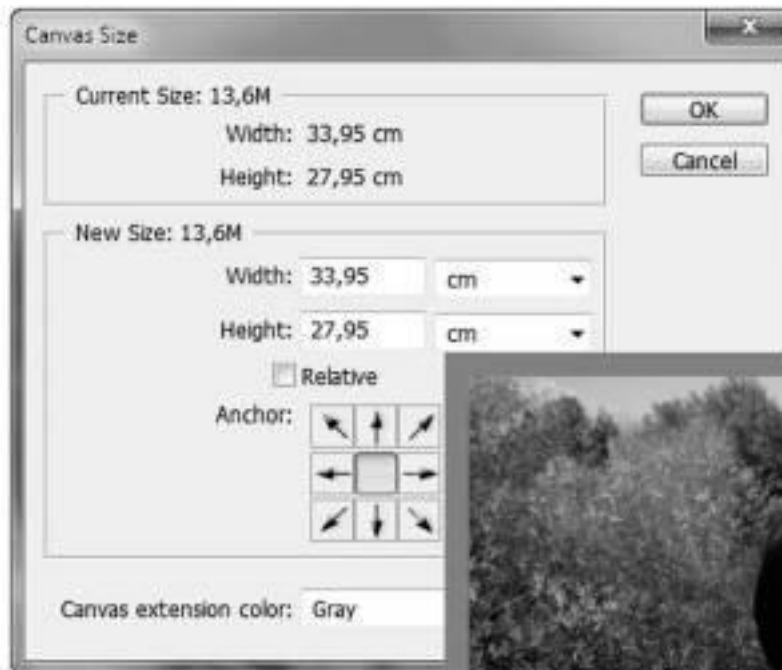 Canvas Size
Current Size: 13,6M
Width: 33,95 cm
Height: 27,95 cm
OK
Cancel
New Size: 13,6M
Width: 33,95 cm
Height: 27,95 cm
Relative
Anchor:
Canvas extension color: Gray